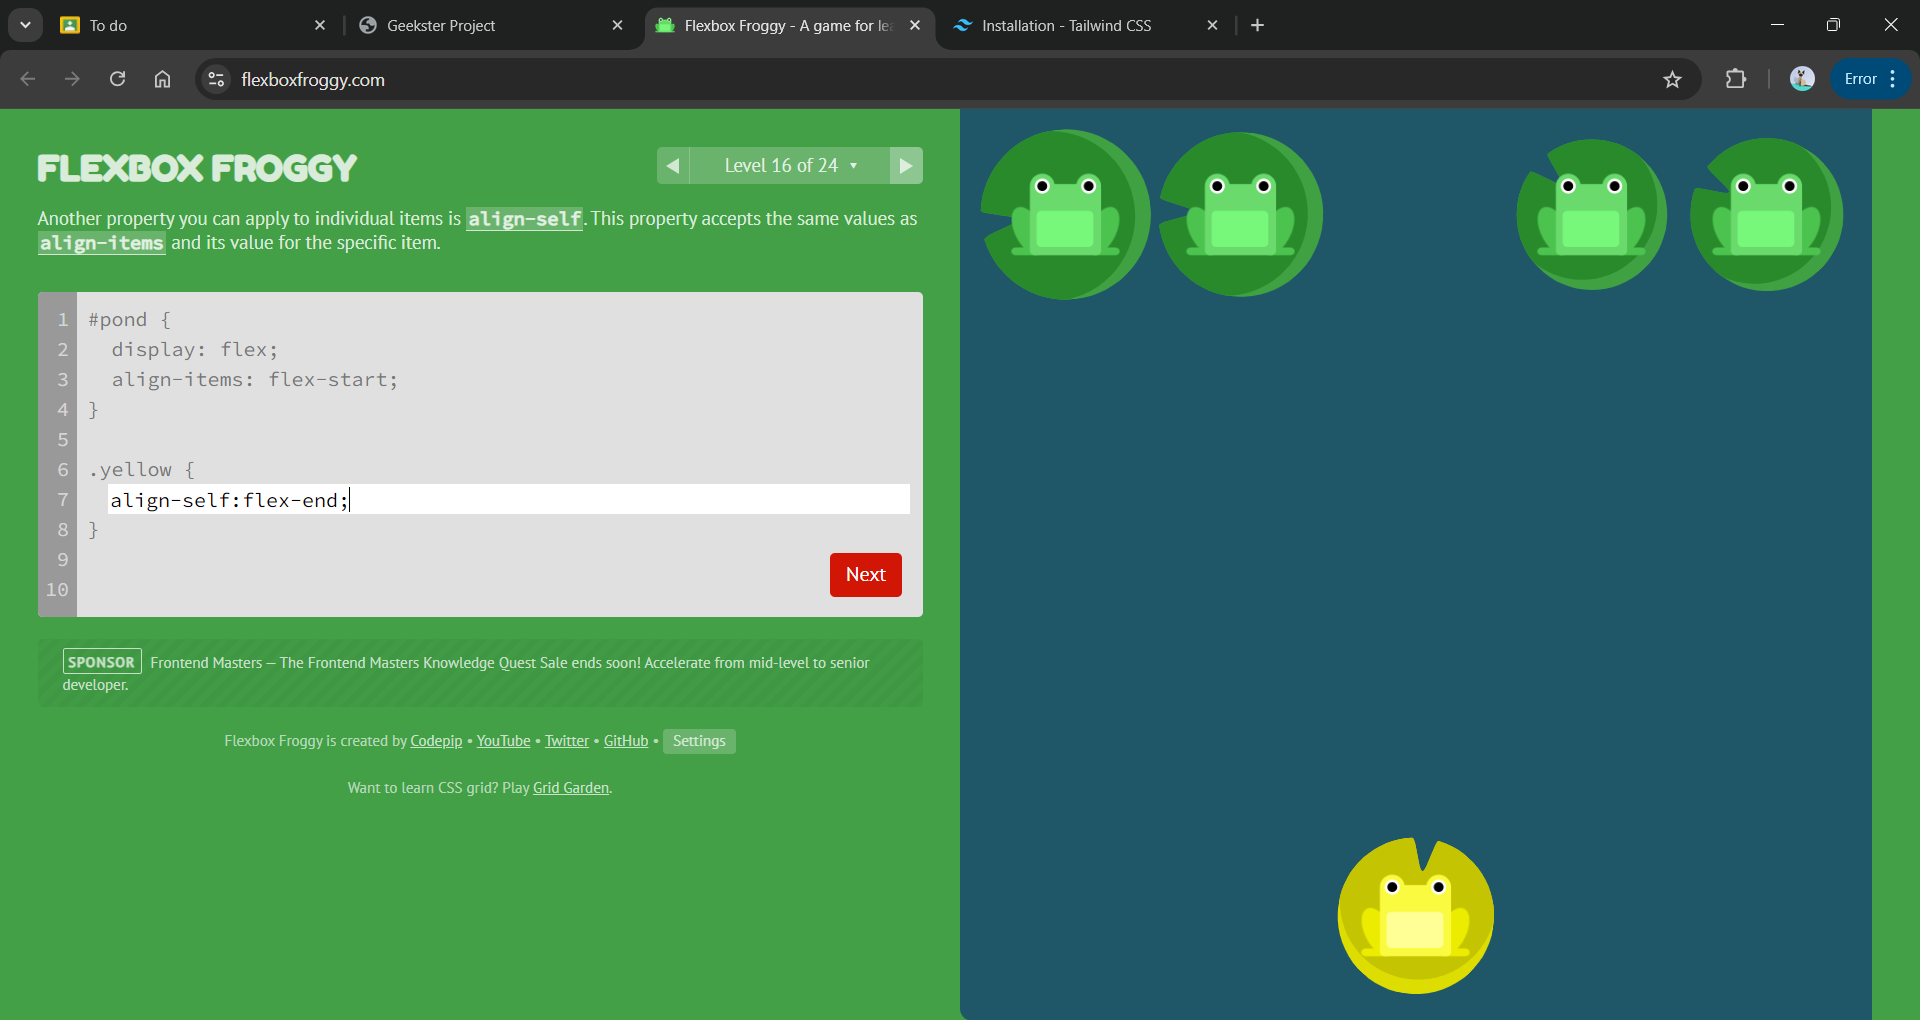 To do
Geekster Project
Flexbox Froggy - A game for le
Installation - Tailwind CSS
flexboxfroggy.com
Error
FLEXBOX FROGGY
Level 16 of 24
Another property you can apply to individual items is align-self. This property accepts the same values as
align-items and its value for the specific item.
1 #pond {
2 display: flex;
3 align-items: flex-start;
4 }
5
6 .yellow {
7 align-self:flex-end;
8 }
9
10
Next
SPONSOR Frontend Masters — The Frontend Masters Knowledge Quest Sale ends soon! Accelerate from mid-level to senior
developer.
Flexbox Froggy is created by Codepip • YouTube • Twitter • GitHub • Settings
Want to learn CSS grid? Play Grid Garden.